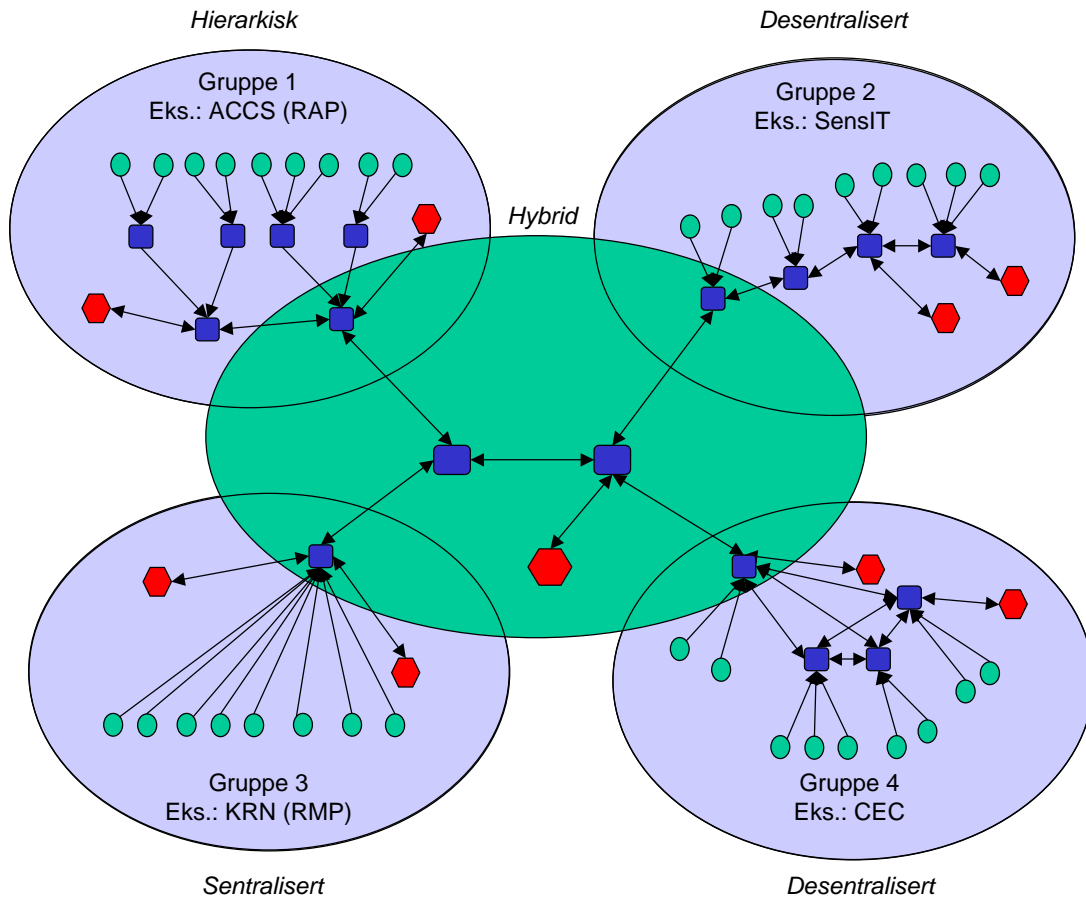 Hierarkisk
Desentralisert
Gruppe 1
Eks.: ACCS (RAP)
Gruppe 2
Eks.: SensIT
Hybrid
Gruppe 3
Eks.: KRN (RMP)
Gruppe 4
Eks.: CEC
Sentralisert
Desentralisert